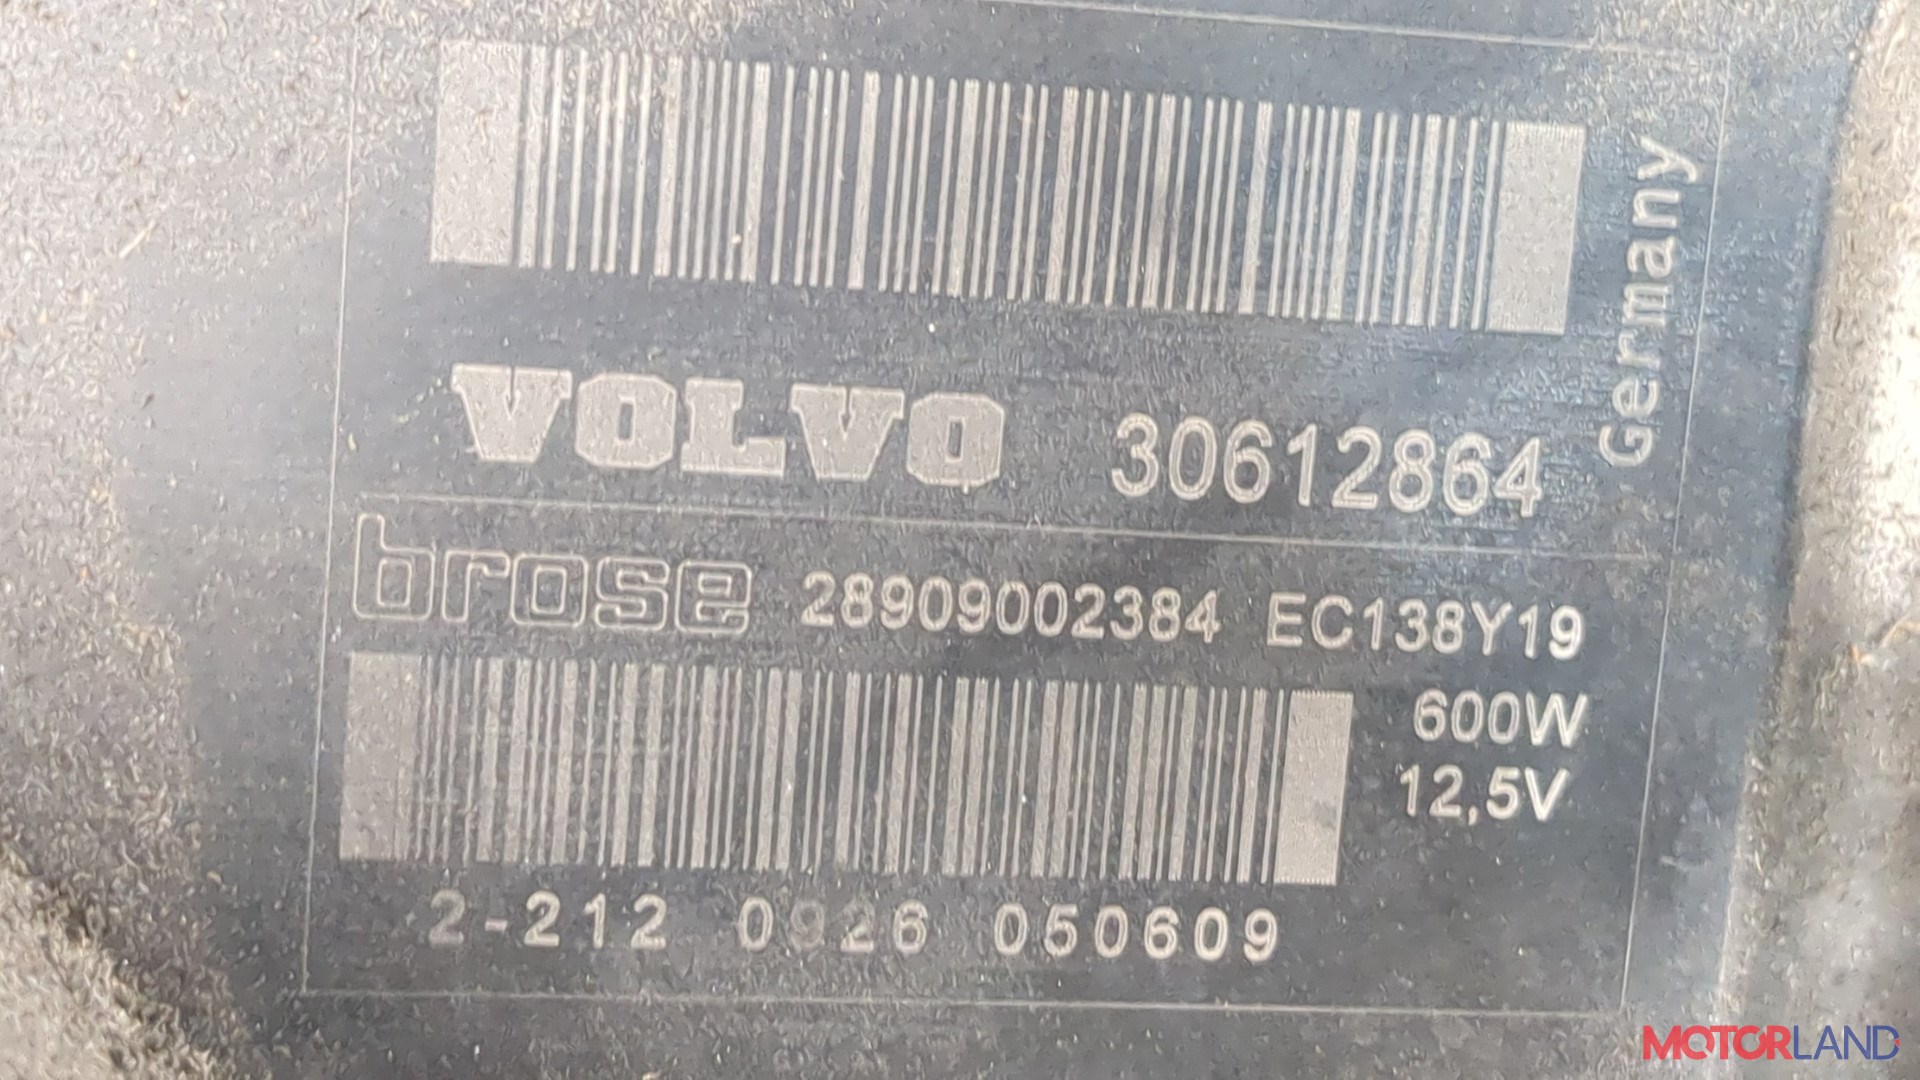 Germany
VOLVO 30612864
brose 28909002384 EC138Y19
600W
12,5V
2-212 0926 050609
MOTORLAND